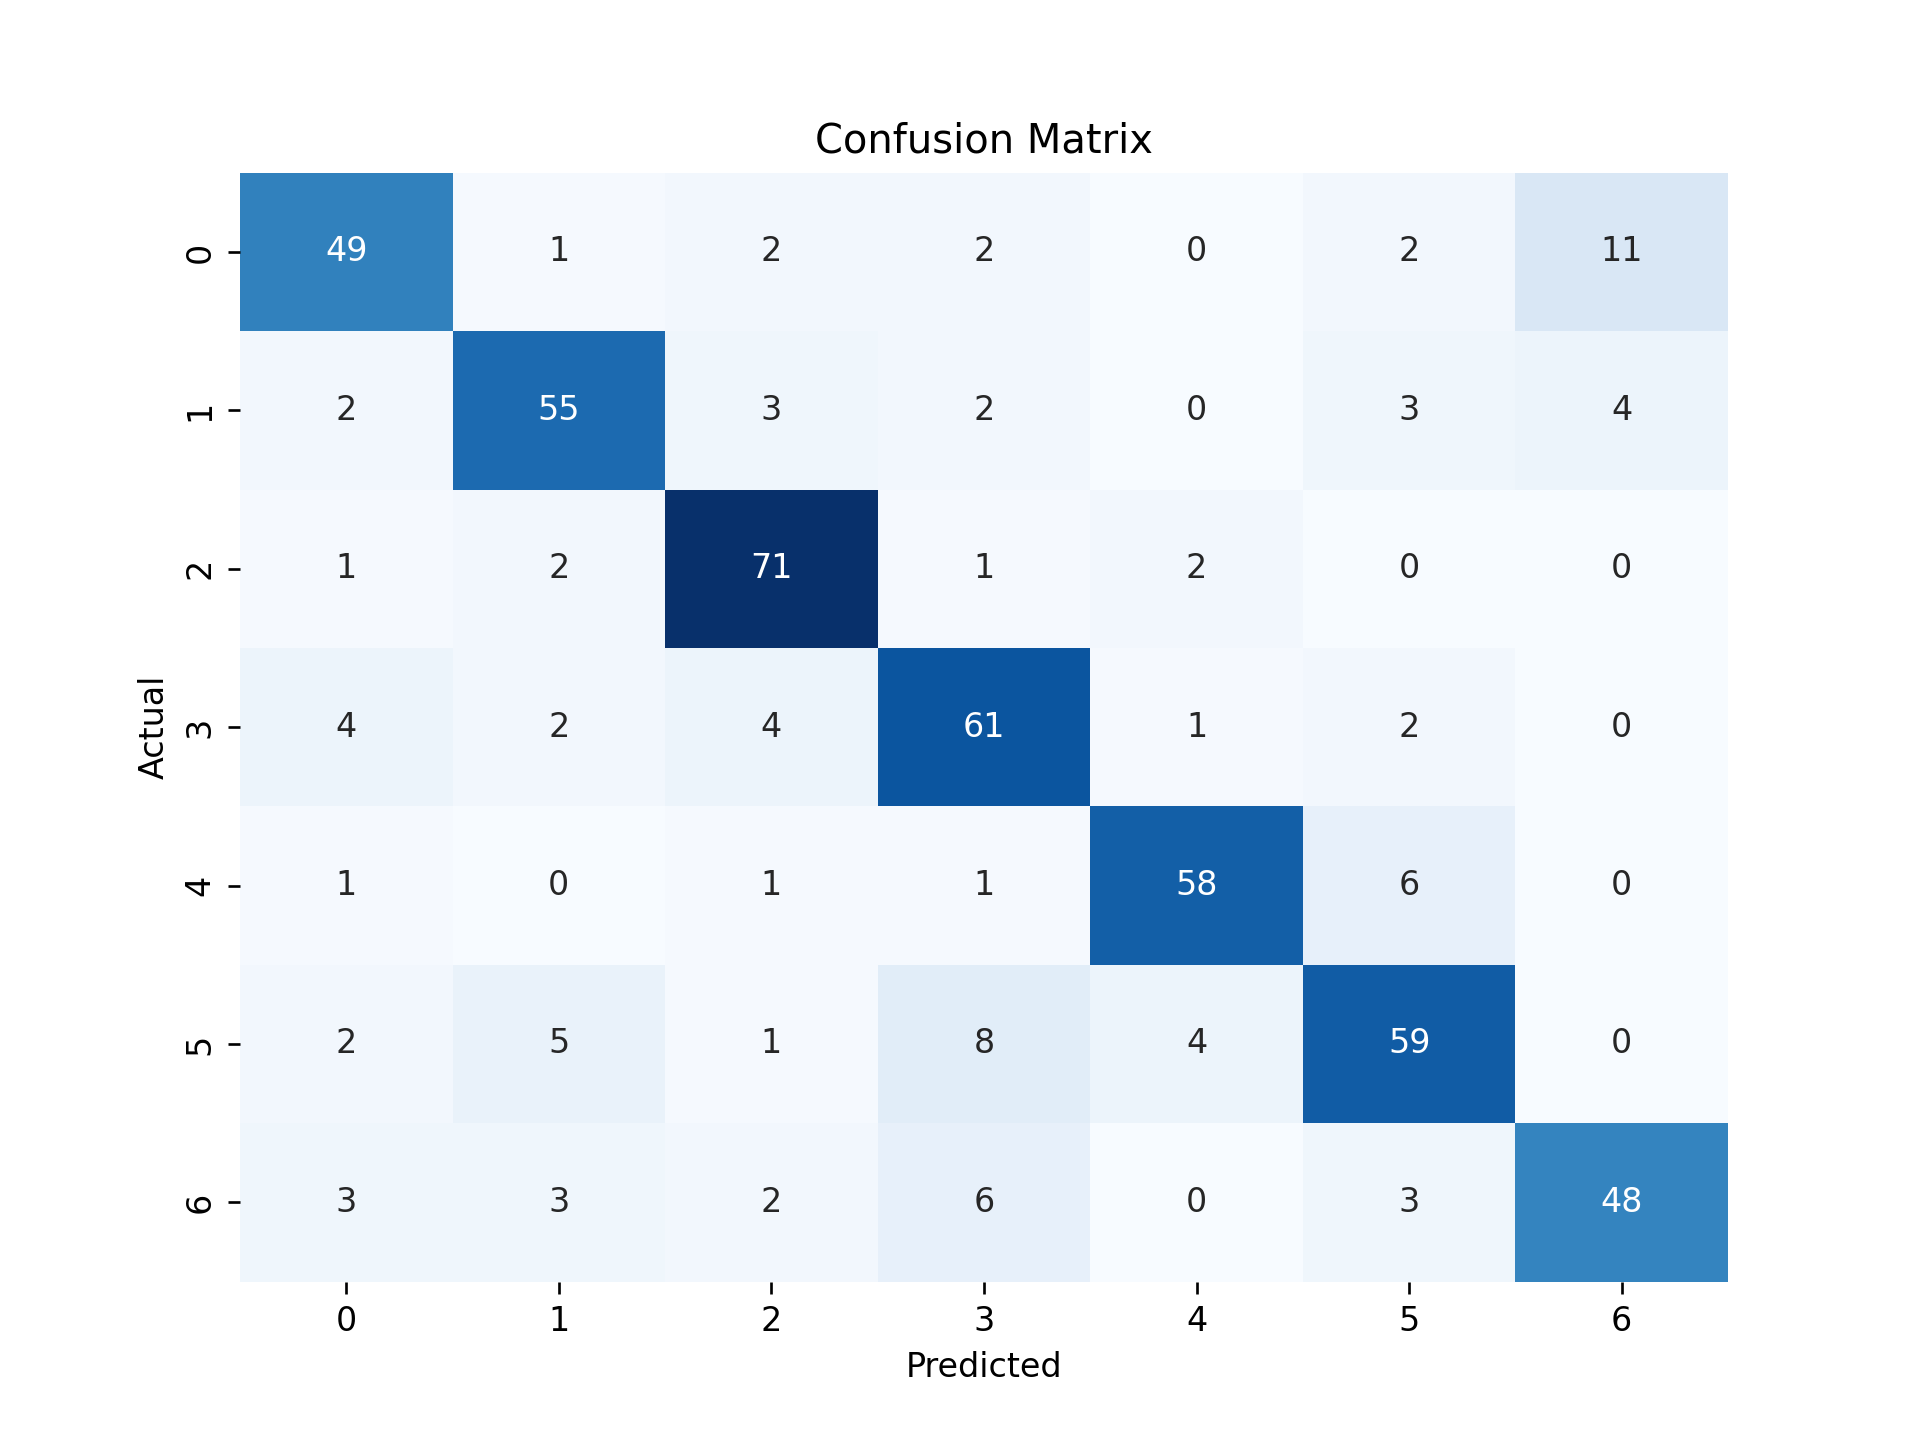 Confusion Matrix
0 49 1 2 2 0 2 11
1 2 55 3 2 0 3 4
2 1 2 71 1 2 0 0
3 4 2 4 61 1 2 0
4 1 0 1 1 58 6 0
5 2 5 1 8 4 59 0
6 3 3 2 6 0 3 48
Actual
0 1 2 3 4 5 6
Predicted